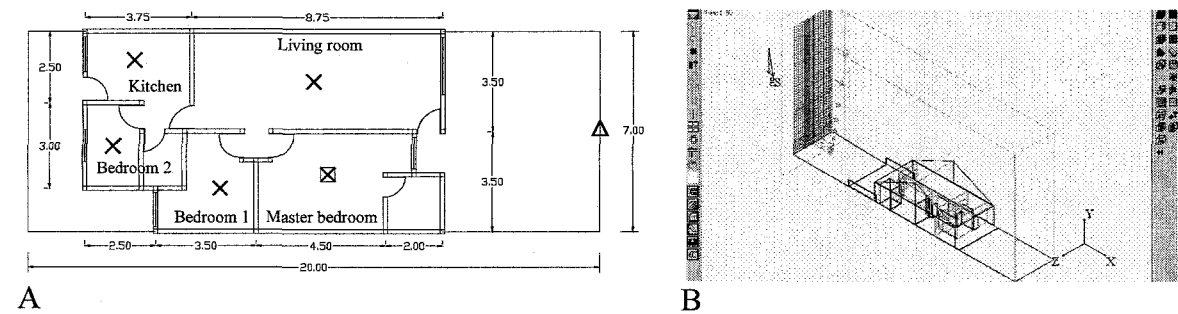 3.75 8.75
Living room
2.50
Kitchen
3.50
7.00
3.00
Bedroom 2
3.50
Bedroom 1 Master bedroom
2.50 3.50 4.50 2.00
20.00
A
Y
Z X
B